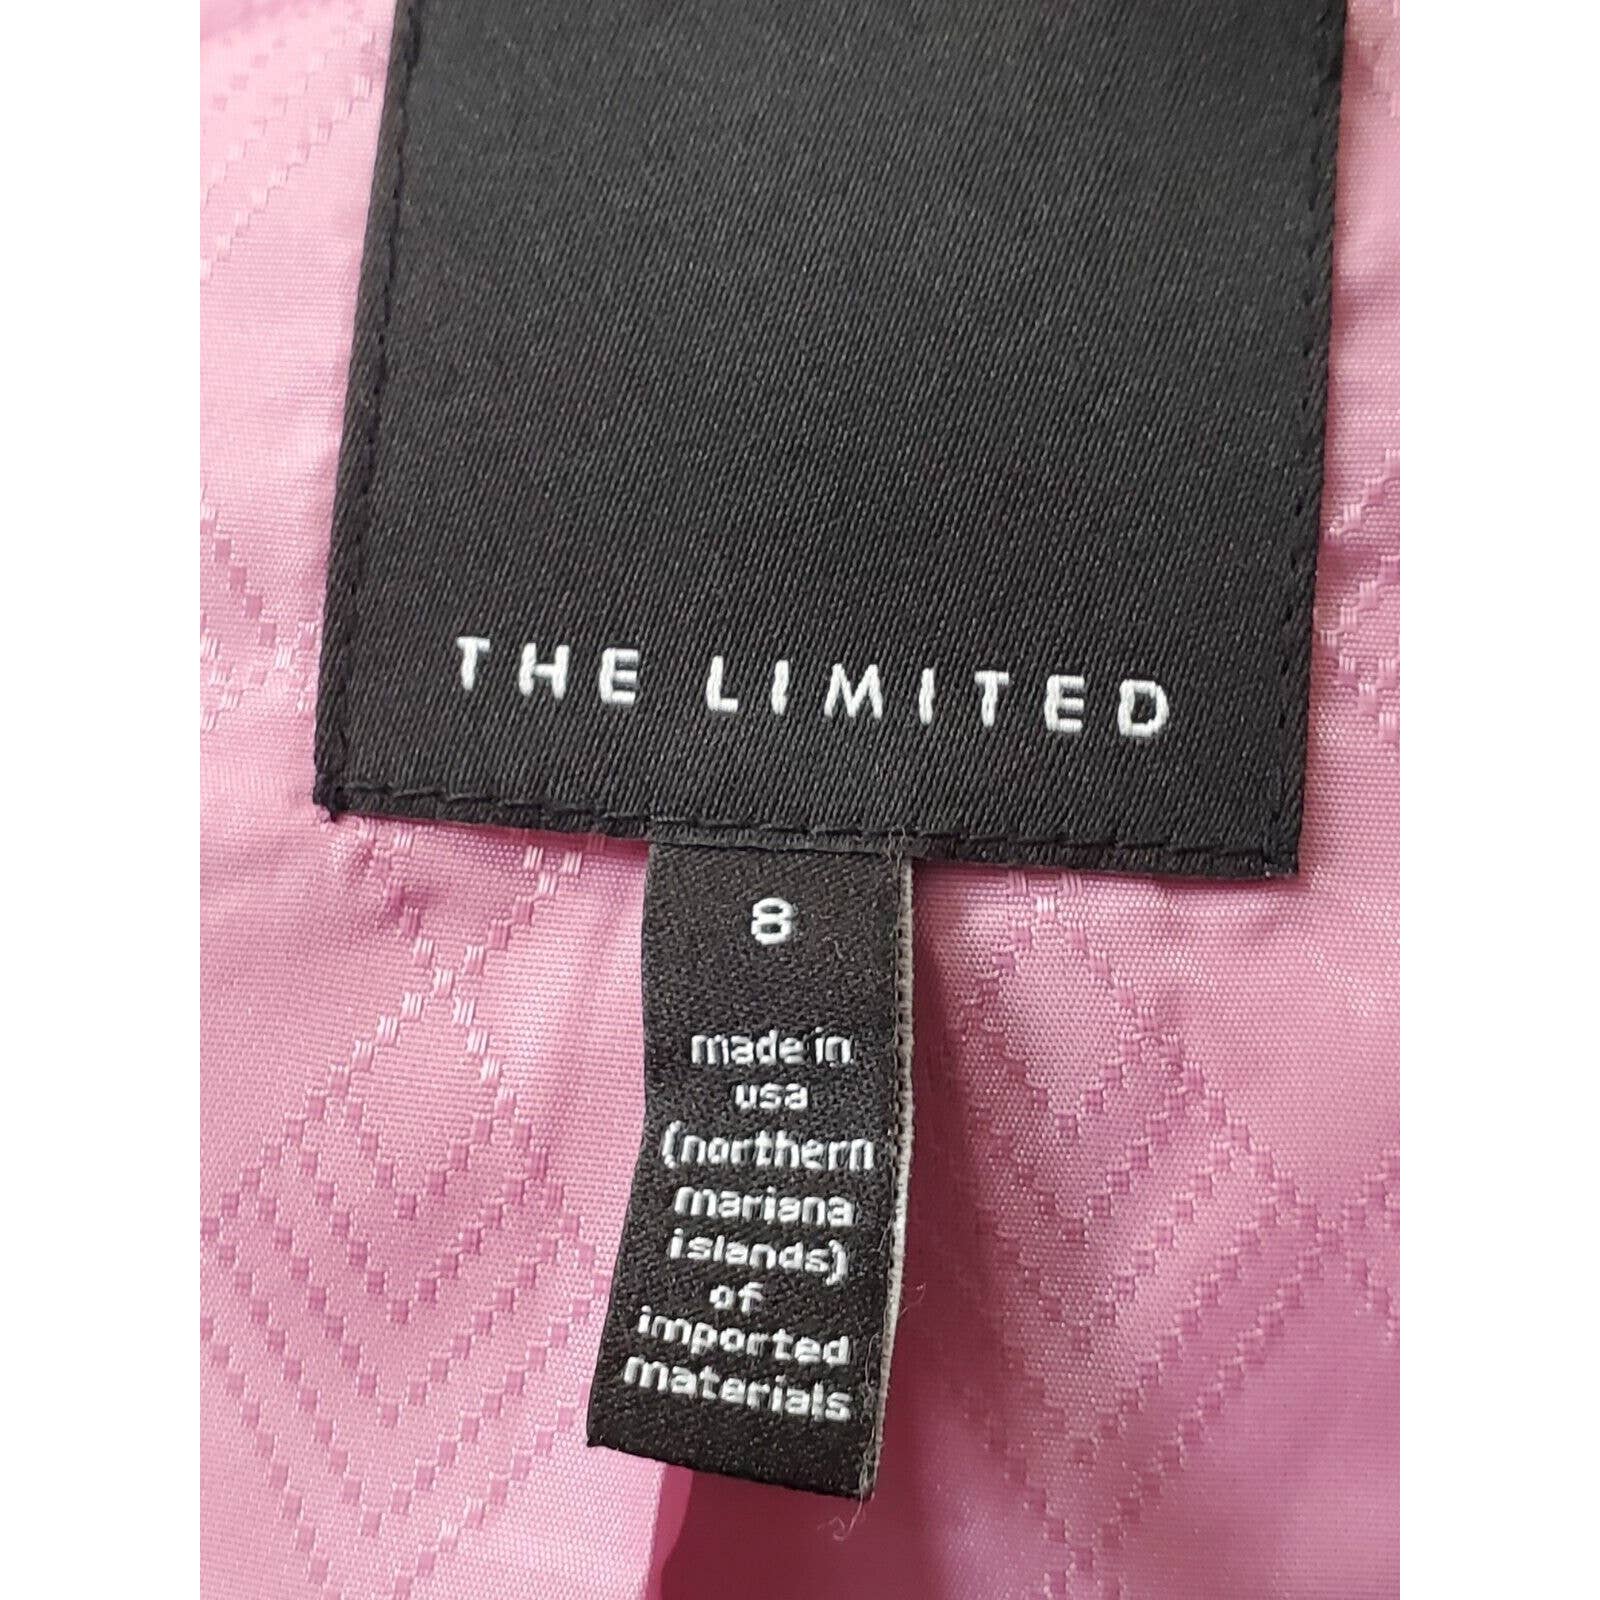 THE LIMITED
8
made in
usa
(northern
mariana
islands)
of
imported
materials